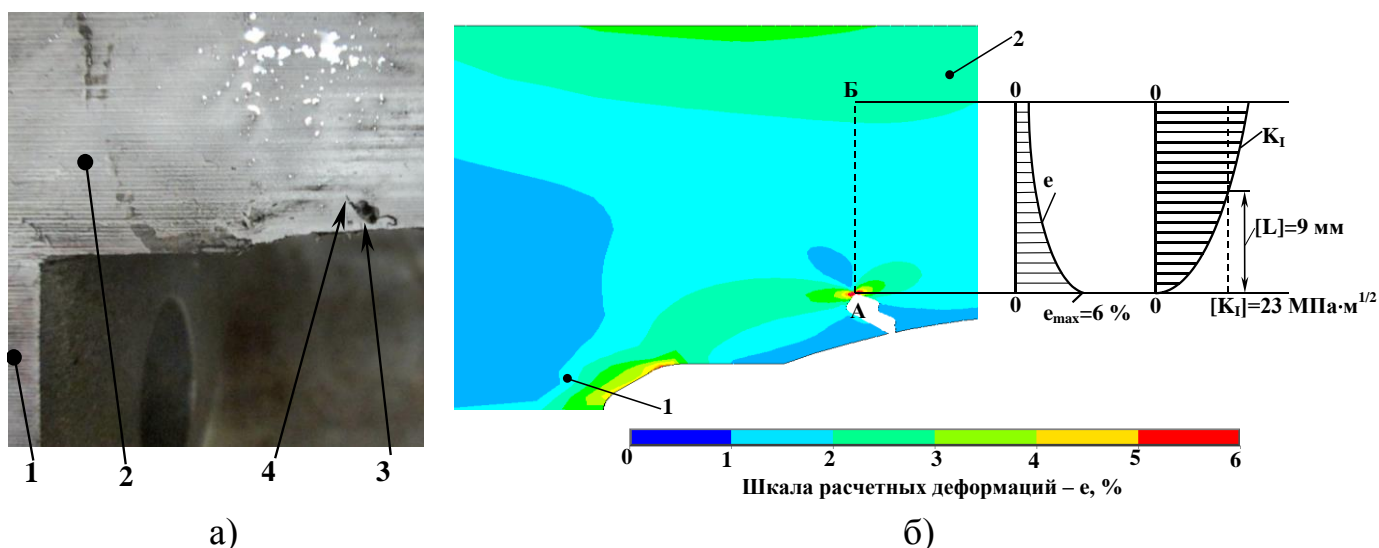 2
Б
0
0
K_I
e
[L]=9 мм
А
0
0
e_max=6 %
[K_I]=23 МПа·м^1/2
1
1
2
4
3
0
1
2
3
4
5
6
Шкала расчетных деформаций – е, %
а)
б)